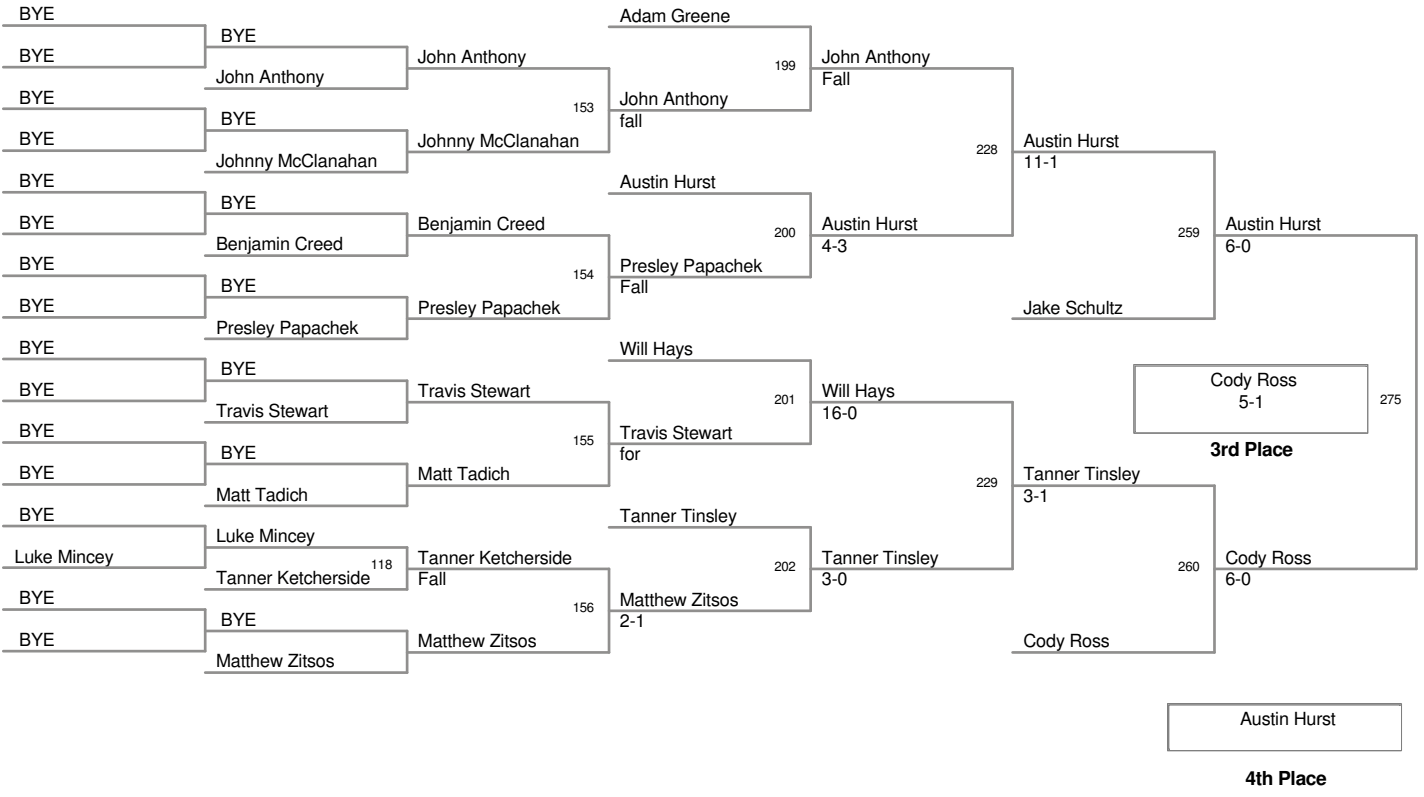 BYE
BYE
BYE
John Anthony
John Anthony
BYE
BYE
BYE
Johnny McClanahan
Johnny McClanahan
153
John Anthony
fall
Adam Greene
199
John Anthony
Fall
BYE
BYE
BYE
Benjamin Creed
Benjamin Creed
BYE
BYE
BYE
Presley Papachek
Presley Papachek
154
Presley Papachek
Fall
Austin Hurst
200
Austin Hurst
4-3
228
Austin Hurst
11-1
Jake Schultz
259
Austin Hurst
6-0
BYE
BYE
BYE
Travis Stewart
Travis Stewart
BYE
BYE
BYE
Matt Tadich
Matt Tadich
155
Travis Stewart
for
Will Hays
201
Will Hays
16-0
BYE
Luke Mincey
Luke Mincey
Tanner Ketcherside
118
Tanner Ketcherside
Fall
BYE
BYE
BYE
Matthew Zitsos
Matthew Zitsos
156
Matthew Zitsos
2-1
Tanner Tinsley
202
Tanner Tinsley
3-0
229
Tanner Tinsley
3-1
Cody Ross
260
Cody Ross
6-0
Cody Ross
5-1
275
3rd Place
Austin Hurst
4th Place